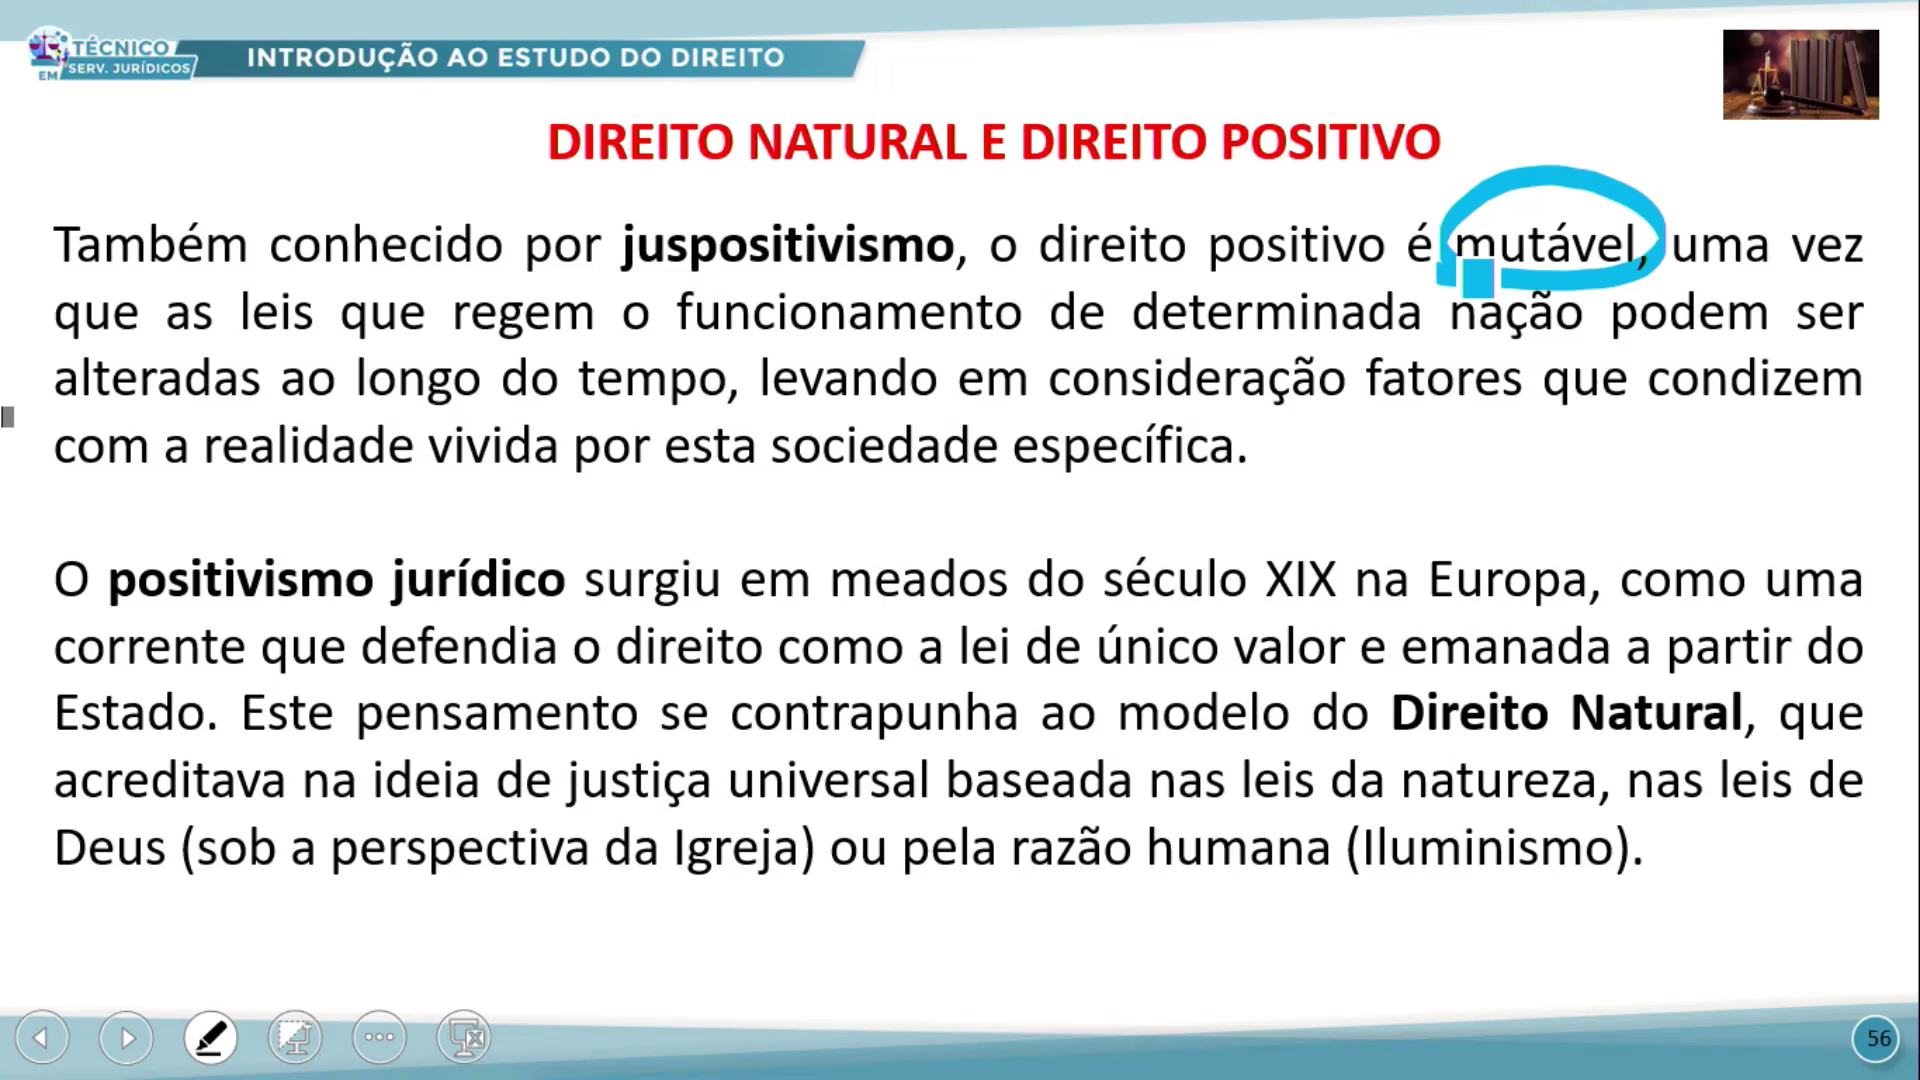 TÉCNICO
EM SERV. JURÍDICOS
INTRODUÇÃO AO ESTUDO DO DIREITO
DIREITO NATURAL E DIREITO POSITIVO
Também conhecido por juspositivismo, o direito positivo é mutável, uma vez
que as leis que regem o funcionamento de determinada nação podem ser
alteradas ao longo do tempo, levando em consideração fatores que condizem
com a realidade vivida por esta sociedade específica.
O positivismo jurídico surgiu em meados do século XIX na Europa, como uma
corrente que defendia o direito como a lei de único valor e emanada a partir do
Estado. Este pensamento se contrapunha ao modelo do Direito Natural, que
acreditava na ideia de justiça universal baseada nas leis da natureza, nas leis de
Deus (sob a perspectiva da Igreja) ou pela razão humana (Iluminismo).
56